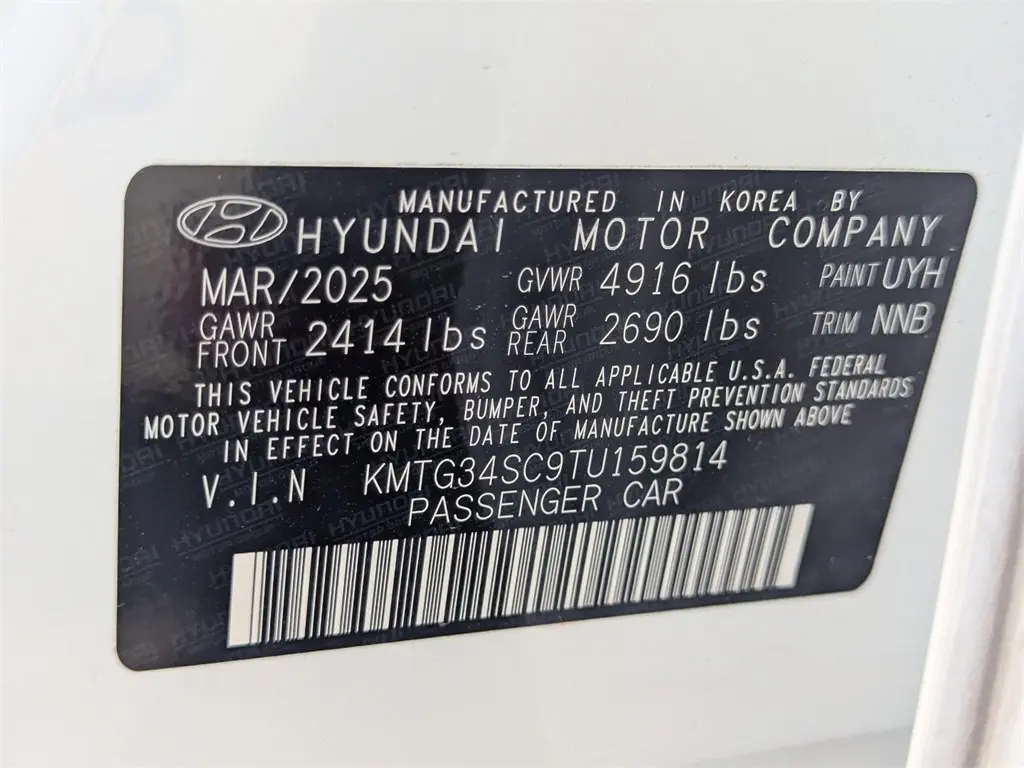 MANUFACTURED IN KOREA BY
HYUNDAI MOTOR COMPANY
MAR/2025 GVWR 4916 lbs PAINT UYH
GAWR FRONT 2414 lbs GAWR REAR 2690 lbs TRIM NNB
THIS VEHICLE CONFORMS TO ALL APPLICABLE U.S.A. FEDERAL
MOTOR VEHICLE SAFETY, BUMPER, AND THEFT PREVENTION STANDARDS
IN EFFECT ON THE DATE OF MANUFACTURE SHOWN ABOVE
V.I.N KMTG34SC9TU159814
PASSENGER CAR